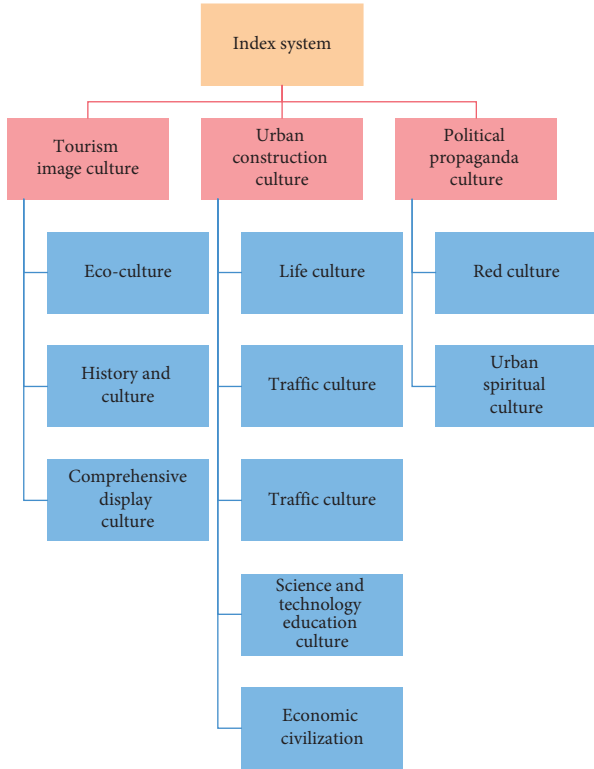 Index system
Tourism
image culture
Urban
construction
culture
Political
propaganda
culture
Eco-culture
History and
culture
Comprehensive
display
culture
Life culture
Traffic culture
Traffic culture
Science and
technology
education
culture
Economic
civilization
Red culture
Urban
spiritual
culture